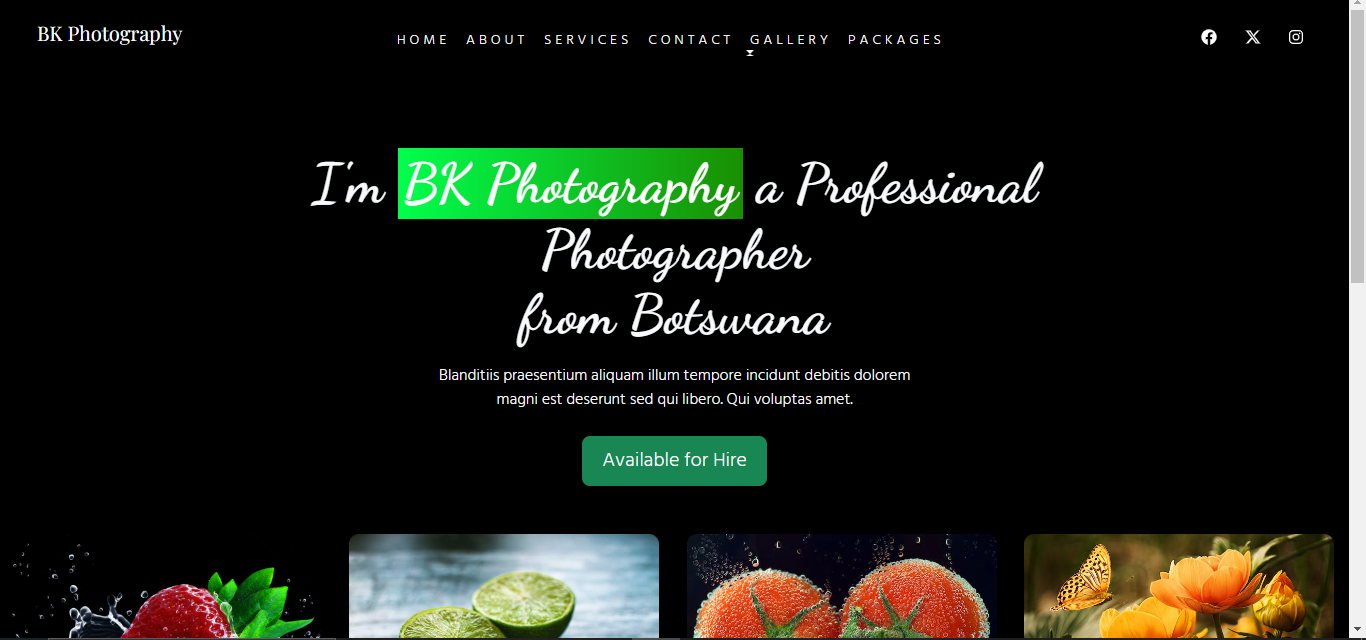 BK Photography
HOME ABOUT SERVICES CONTACT GALLERY PACKAGES
I'm BK Photography a Professional
Photographer
from Botswana
Blanditiis praesentium aliquam illum tempore incidunt debitis dolorem
magni est deserunt sed qui libero. Qui voluptas amet.
Available for Hire